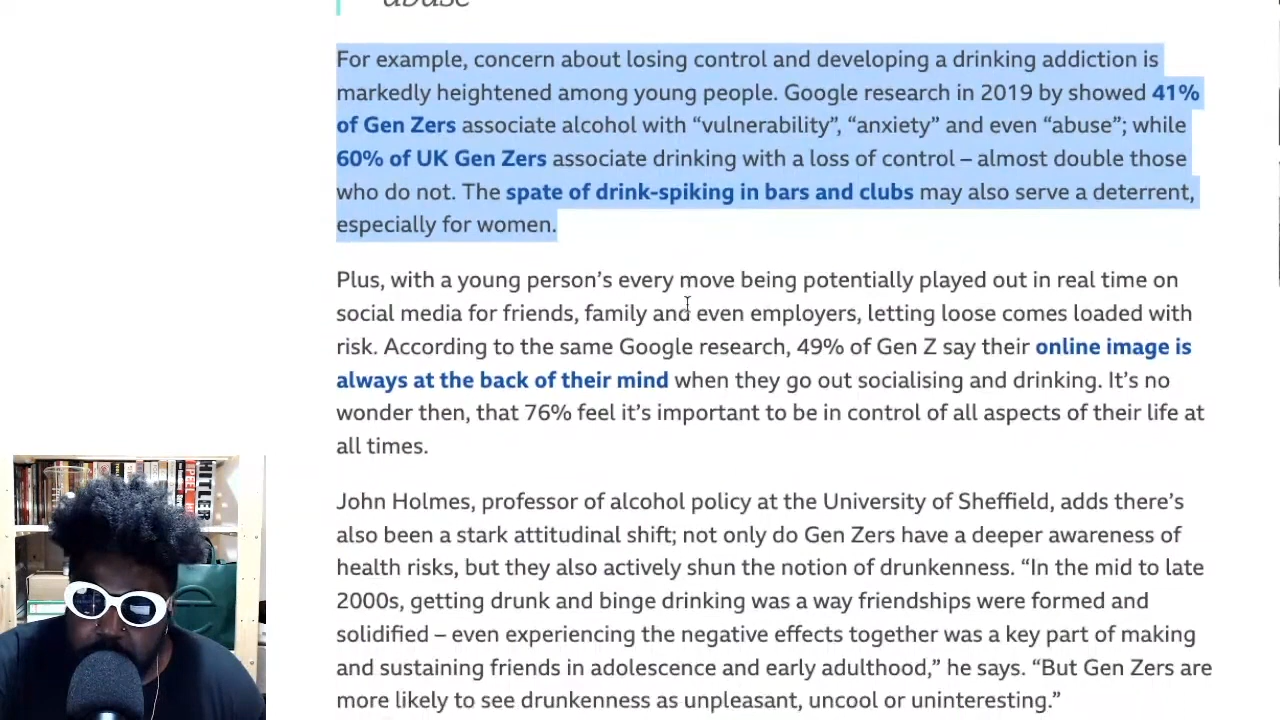 abuse
For example, concern about losing control and developing a drinking addiction is
markedly heightened among young people. Google research in 2019 by showed 41%
of Gen Zers associate alcohol with “vulnerability”, “anxiety” and even “abuse”; while
60% of UK Gen Zers associate drinking with a loss of control – almost double those
who do not. The spate of drink-spiking in bars and clubs may also serve a deterrent,
especially for women.
Plus, with a young person’s every move being potentially played out in real time on
social media for friends, family and even employers, letting loose comes loaded with
risk. According to the same Google research, 49% of Gen Z say their online image is
always at the back of their mind when they go out socialising and drinking. It’s no
wonder then, that 76% feel it’s important to be in control of all aspects of their life at
all times.
John Holmes, professor of alcohol policy at the University of Sheffield, adds there’s
also been a stark attitudinal shift; not only do Gen Zers have a deeper awareness of
health risks, but they also actively shun the notion of drunkenness. “In the mid to late
2000s, getting drunk and binge drinking was a way friendships were formed and
solidified – even experiencing the negative effects together was a key part of making
and sustaining friends in adolescence and early adulthood,” he says. “But Gen Zers are
more likely to see drunkenness as unpleasant, uncool or uninteresting.”
PEEL
HITLER